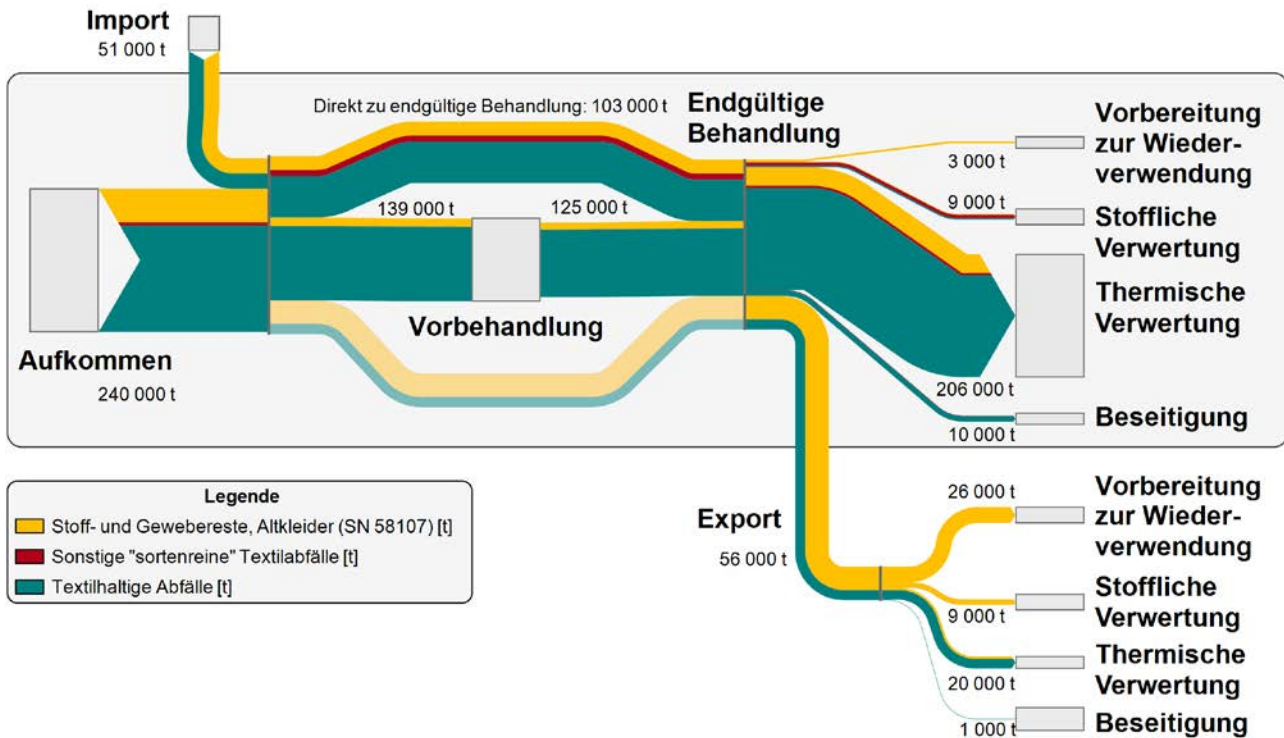 Import
51 000 t
Direkt zu endgültige Behandlung: 103 000 t
Endgültige
Behandlung
Vorbereitung
zur Wieder-
verwendung
3 000 t
139 000 t
125 000 t
9 000 t
Stoffliche
Verwertung
Thermische
Verwertung
Vorbehandlung
Aufkommen
240 000 t
206 000 t
Beseitigung
10 000 t
Legende
Stoff- und Gewebereste, Altkleider (SN 58107) [t]
Sonstige "sortenreine" Textilabfälle [t]
Textilhaltige Abfälle [t]
Export
56 000 t
26 000 t
Vorbereitung
zur Wieder-
verwendung
Stoffliche
Verwertung
9 000 t
Thermische
Verwertung
20 000 t
Beseitigung
1 000 t